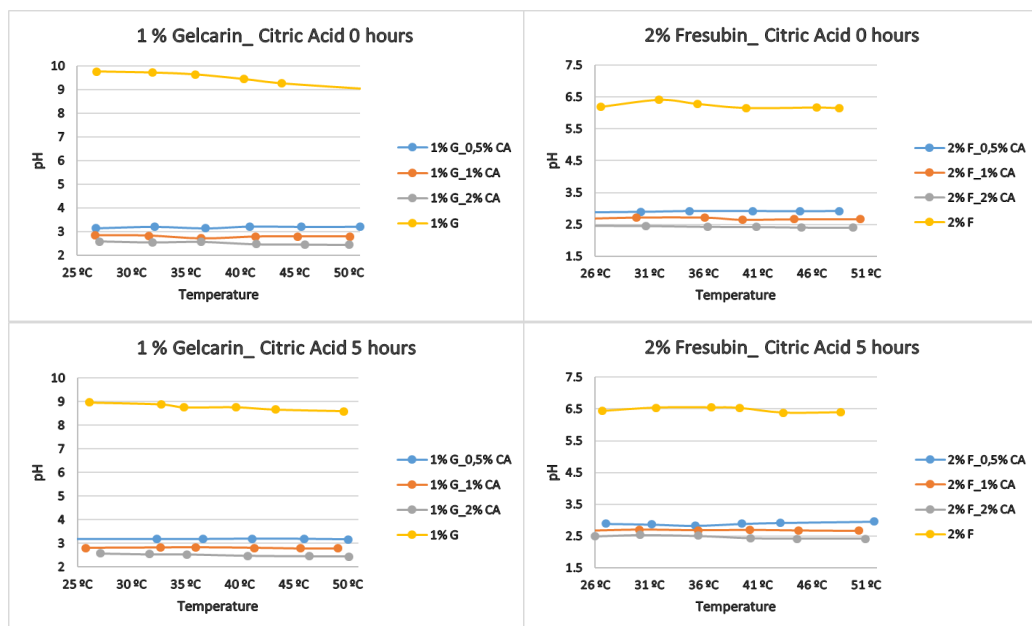 1 % Gelcarin_ Citric Acid 0 hours
10
9
8
7
6
5
4
3
2
pH
25 ºC 30 ºC 35 ºC 40 ºC 45 ºC 50 ºC
Temperature
1% G_0,5% CA
1% G_1% CA
1% G_2% CA
1% G
2% Fresubin_ Citric Acid 0 hours
7.5
6.5
5.5
4.5
3.5
2.5
1.5
pH
26 ºC 31 ºC 36 ºC 41 ºC 46 ºC 51 ºC
Temperature
2% F_0,5% CA
2% F_1% CA
2% F_2% CA
2% F
1 % Gelcarin_ Citric Acid 5 hours
10
9
8
7
6
5
4
3
2
pH
25 ºC 30 ºC 35 ºC 40 ºC 45 ºC 50 ºC
Temperature
1% G_0,5% CA
1% G_1% CA
1% G_2% CA
1% G
2% Fresubin_ Citric Acid 5 hours
7.5
6.5
5.5
4.5
3.5
2.5
1.5
pH
26 ºC 31 ºC 36 ºC 41 ºC 46 ºC 51 ºC
Temperature
2% F_0,5% CA
2% F_1% CA
2% F_2% CA
2% F